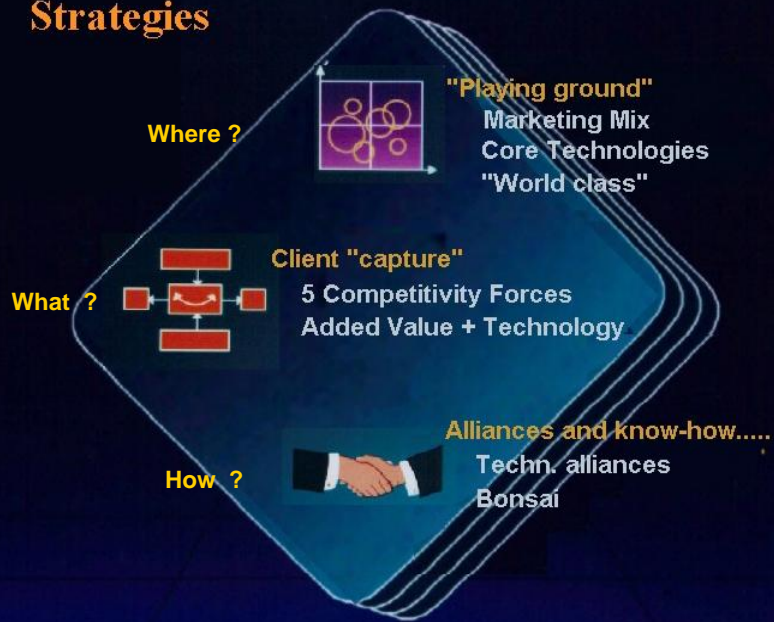 Strategies
Where ?
"Playing ground"
Marketing Mix
Core Technologies
"World class"
What ?
Client "capture"
5 Competitivity Forces
Added Value + Technology
How ?
Alliances and know-how.....
Techn. alliances
Bonsai